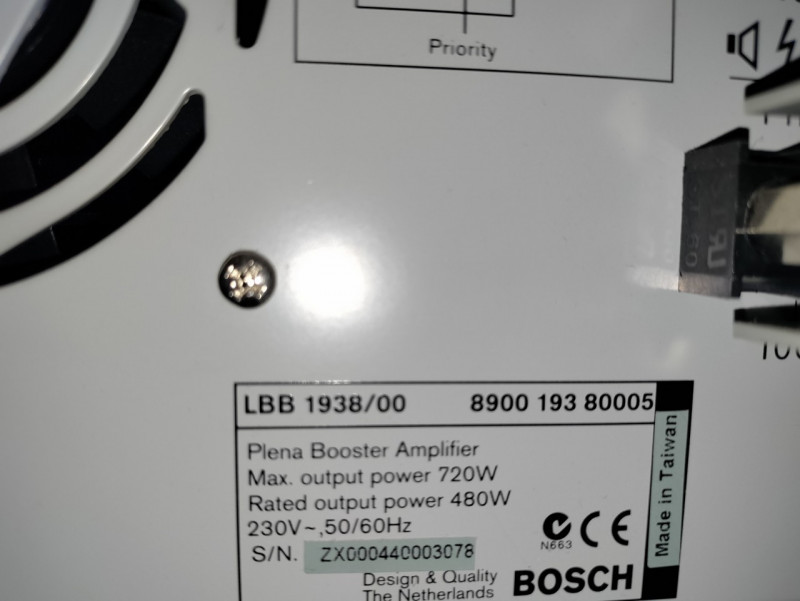 Priority
LBB 1938/00 8900 193 80005
Plena Booster Amplifier
Max. output power 720W
Rated output power 480W
230V~,50/60Hz
S/N. ZX000440003078
N663
CE
Made in Taiwan
Design & Quality
The Netherlands
BOSCH